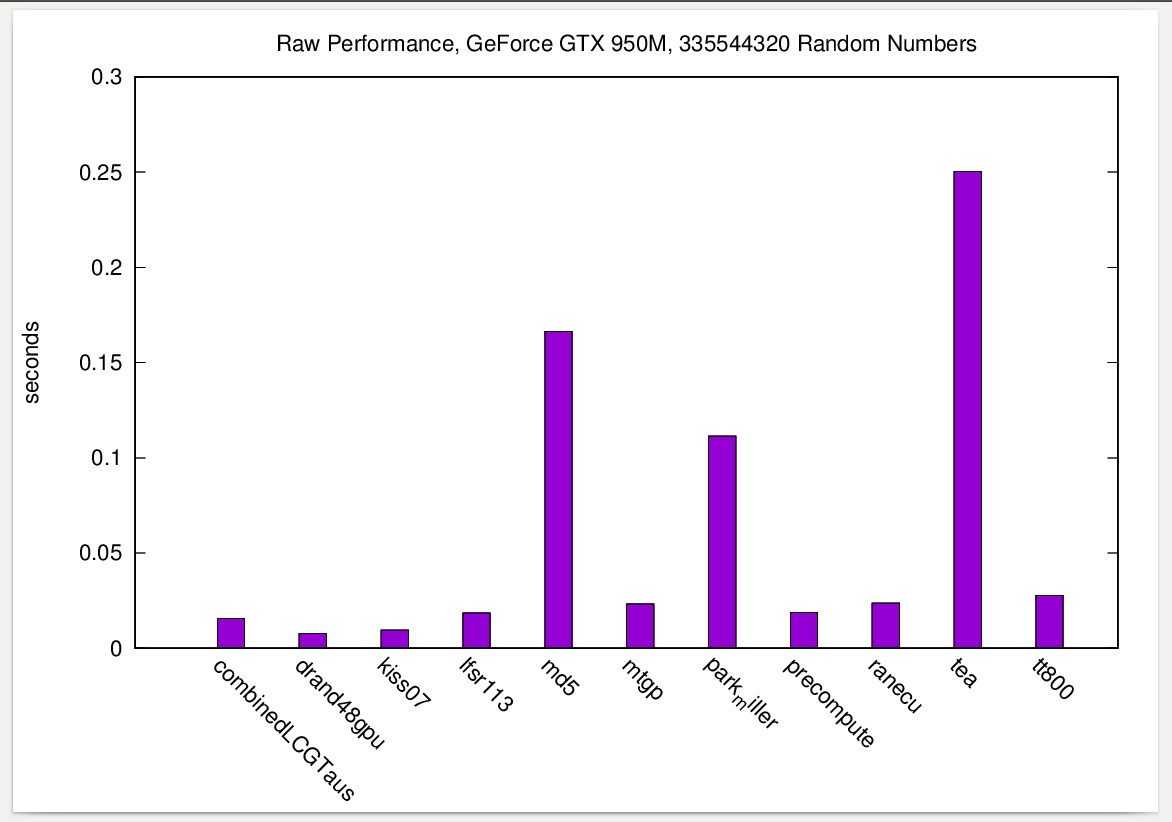 Raw Performance, GeForce GTX 950M, 335544320 Random Numbers
0.3
0.25
0.2
0.15
0.1
0.05
0
seconds
combinedLCGTaus
drand48gpu
kiss07
lfsr113
md5
mtgp
park_miller
precompute
ranecu
tea
tt800